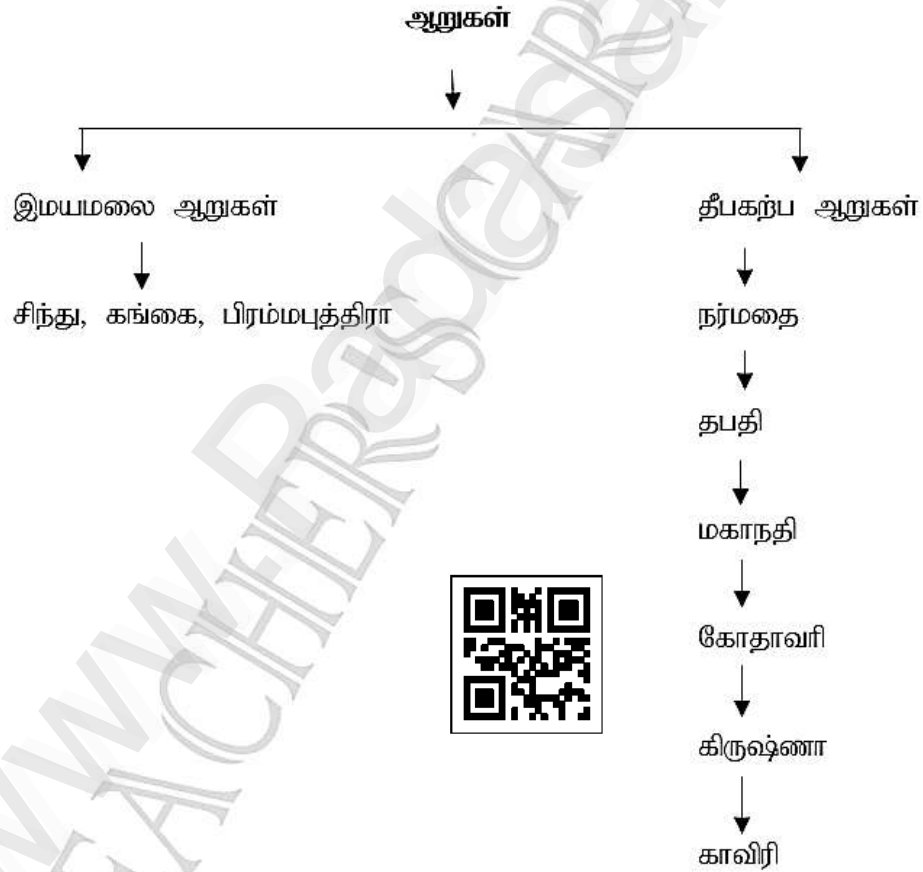 ஆறுகள்
இமயமலை ஆறுகள்
தீபகற்ப ஆறுகள்
சிந்து, கங்கை, பிரம்மபுத்திரா
நர்மதை
தபதி
மகாநதி
கோதாவரி
கிருஷ்ணா
காவிரி